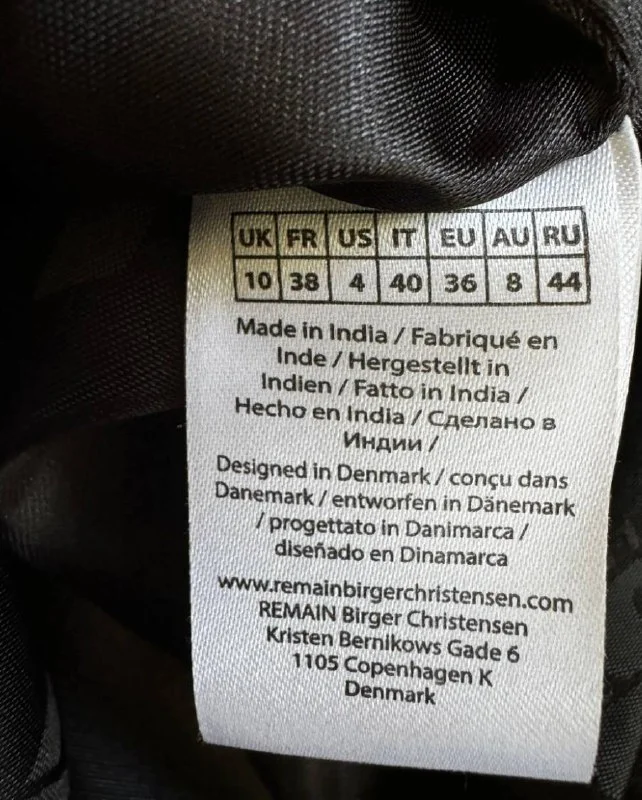 UK FR US IT EU AU RU
10 38 4 40 36 8 44
Made in India / Fabriqué en
Inde / Hergestellt in
Indien / Fatto in India /
Hecho en India / Сделано в
Индии /
Designed in Denmark / conçu dans
Danemark / entworfen in Dänemark
/ progettato in Danimarca /
diseñado en Dinamarca
www.remainbirgerchristensen.com
REMAIN Birger Christensen
Kristen Bernikows Gade 6
1105 Copenhagen K
Denmark